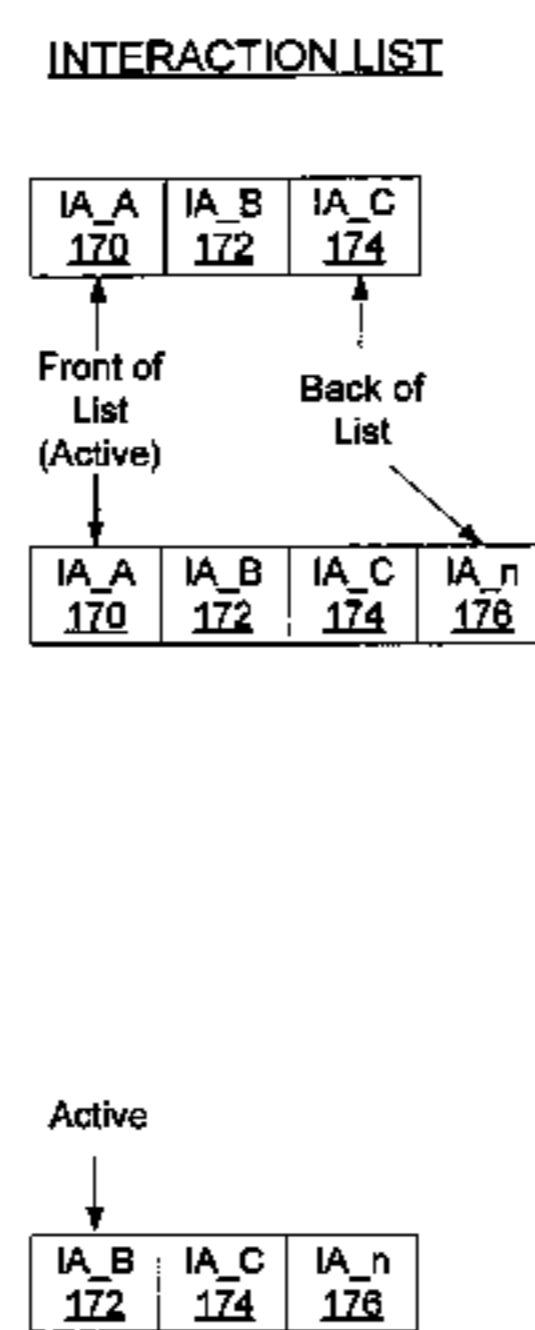 INTERACTION LIST
IA_A IA_B IA_C
170 172 174
Front of
List
(Active)
Back of
List
IA_A IA_B IA_C IA_n
170 172 174 176
Active
IA_B IA_C IA_n
172 174 176